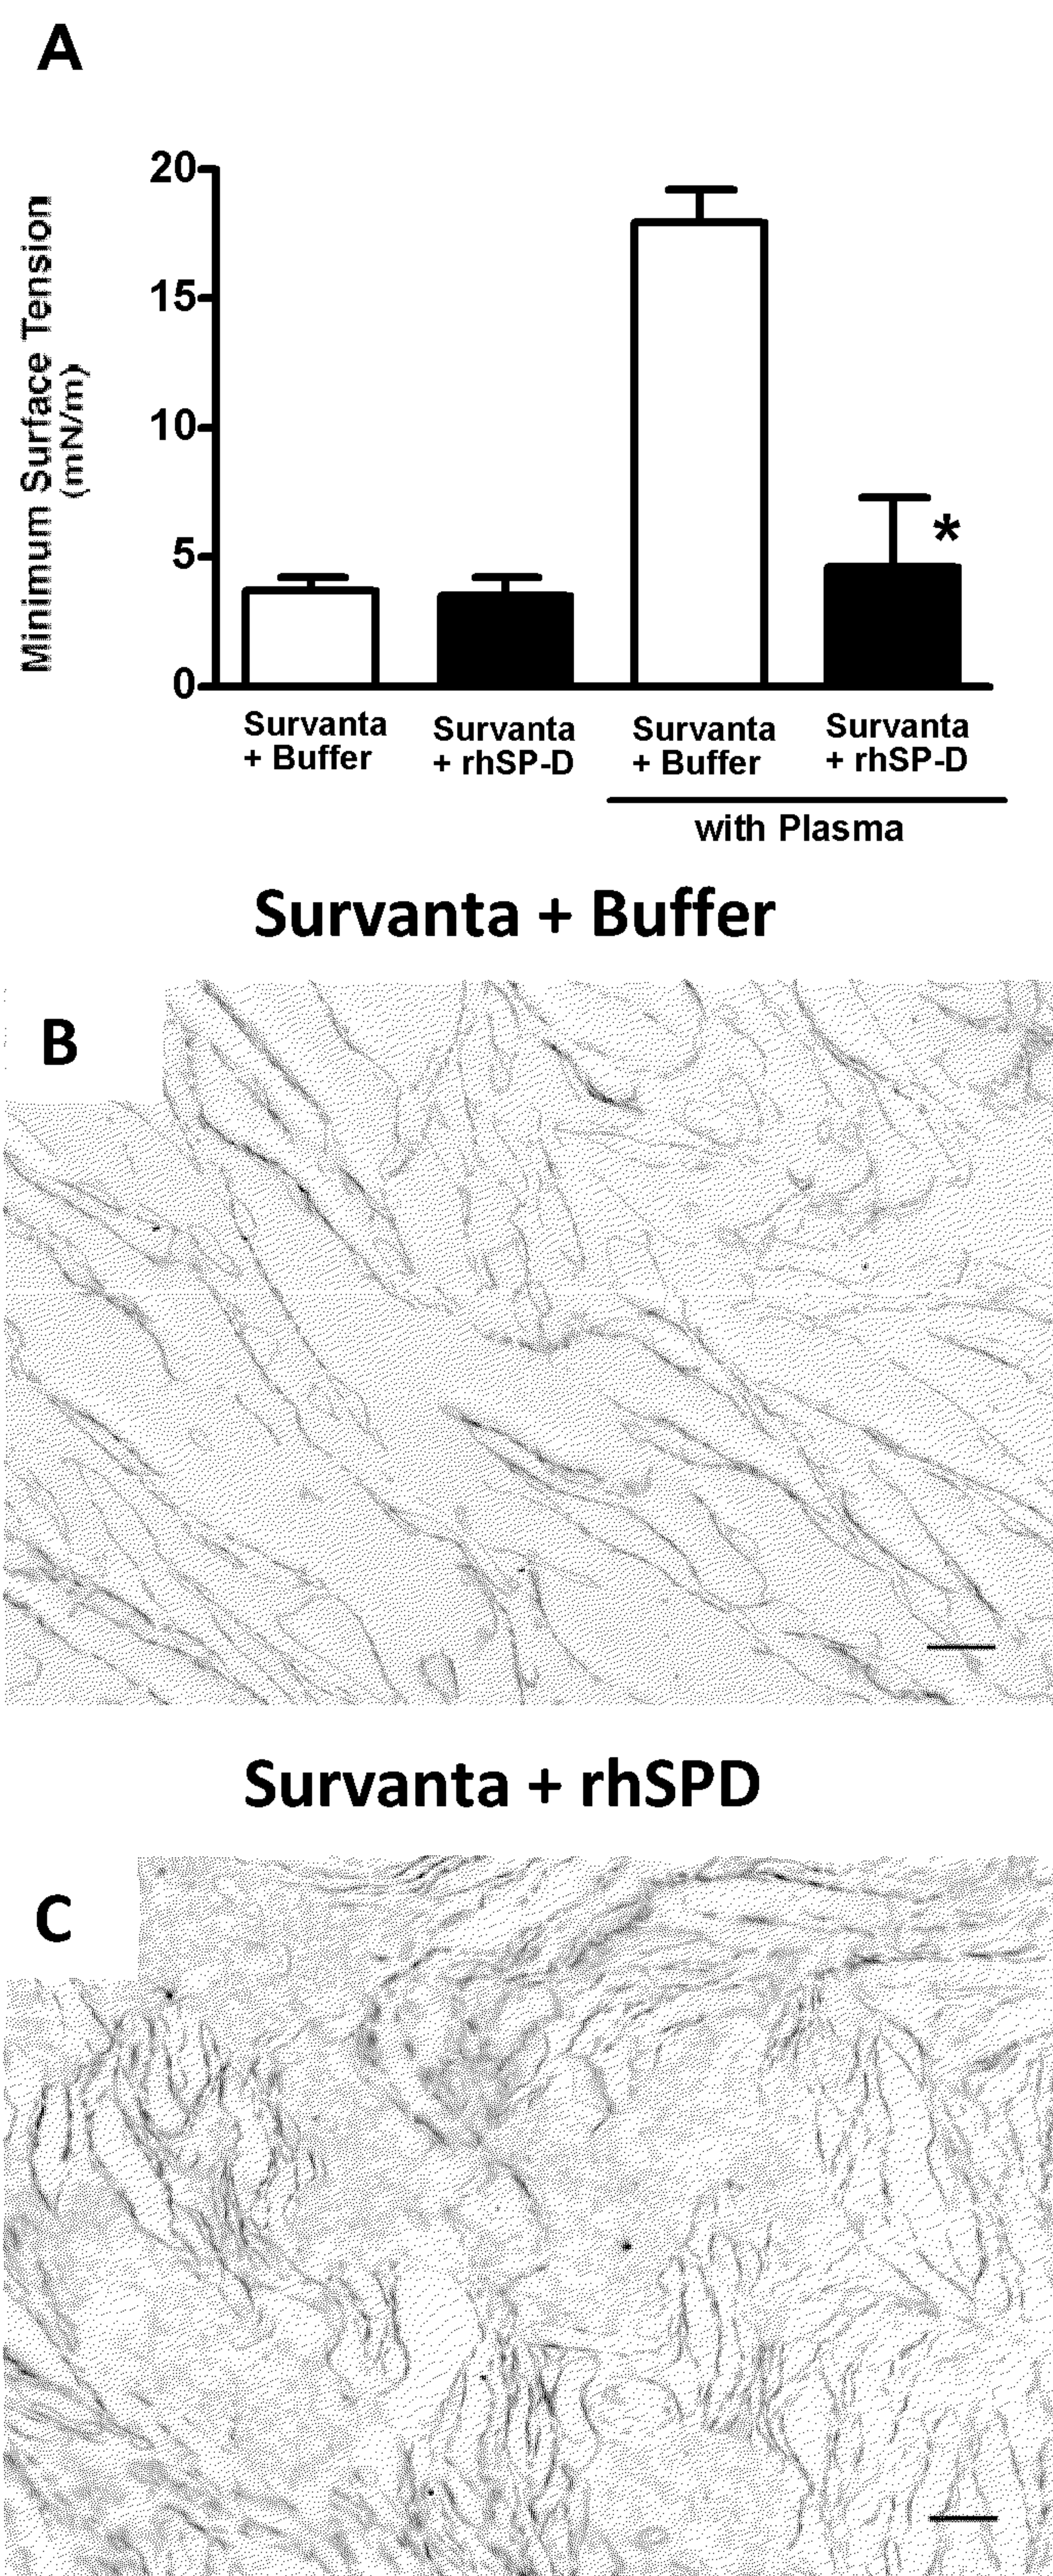 A
20
15
10
5
0
Minimum Surface Tension
(mN/m)
*
Survanta
+ Buffer
Survanta
+ rhSP-D
Survanta
+ Buffer
Survanta
+ rhSP-D
with Plasma
Survanta + Buffer
B
Survanta + rhSPD
C